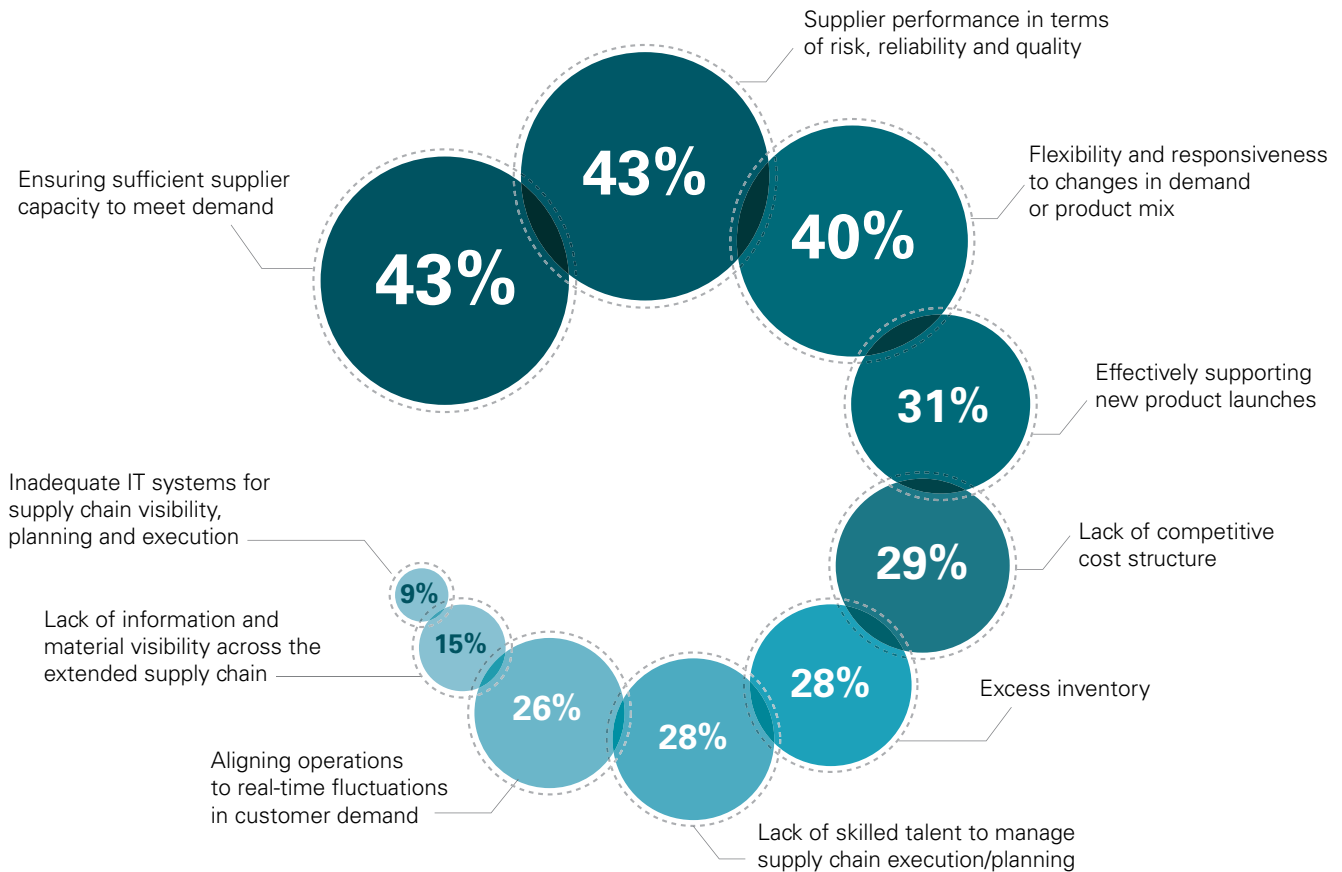 Supplier performance in terms
of risk, reliability and quality
43%
Flexibility and responsiveness
to changes in demand
or product mix
40%
Ensuring sufficient supplier
capacity to meet demand
43%
Effectively supporting
new product launches
31%
Lack of competitive
cost structure
29%
Excess inventory
28%
Lack of skilled talent to manage
supply chain execution/planning
28%
Aligning operations
to real-time fluctuations
in customer demand
26%
Lack of information and
material visibility across the
extended supply chain
15%
Inadequate IT systems for
supply chain visibility,
planning and execution
9%